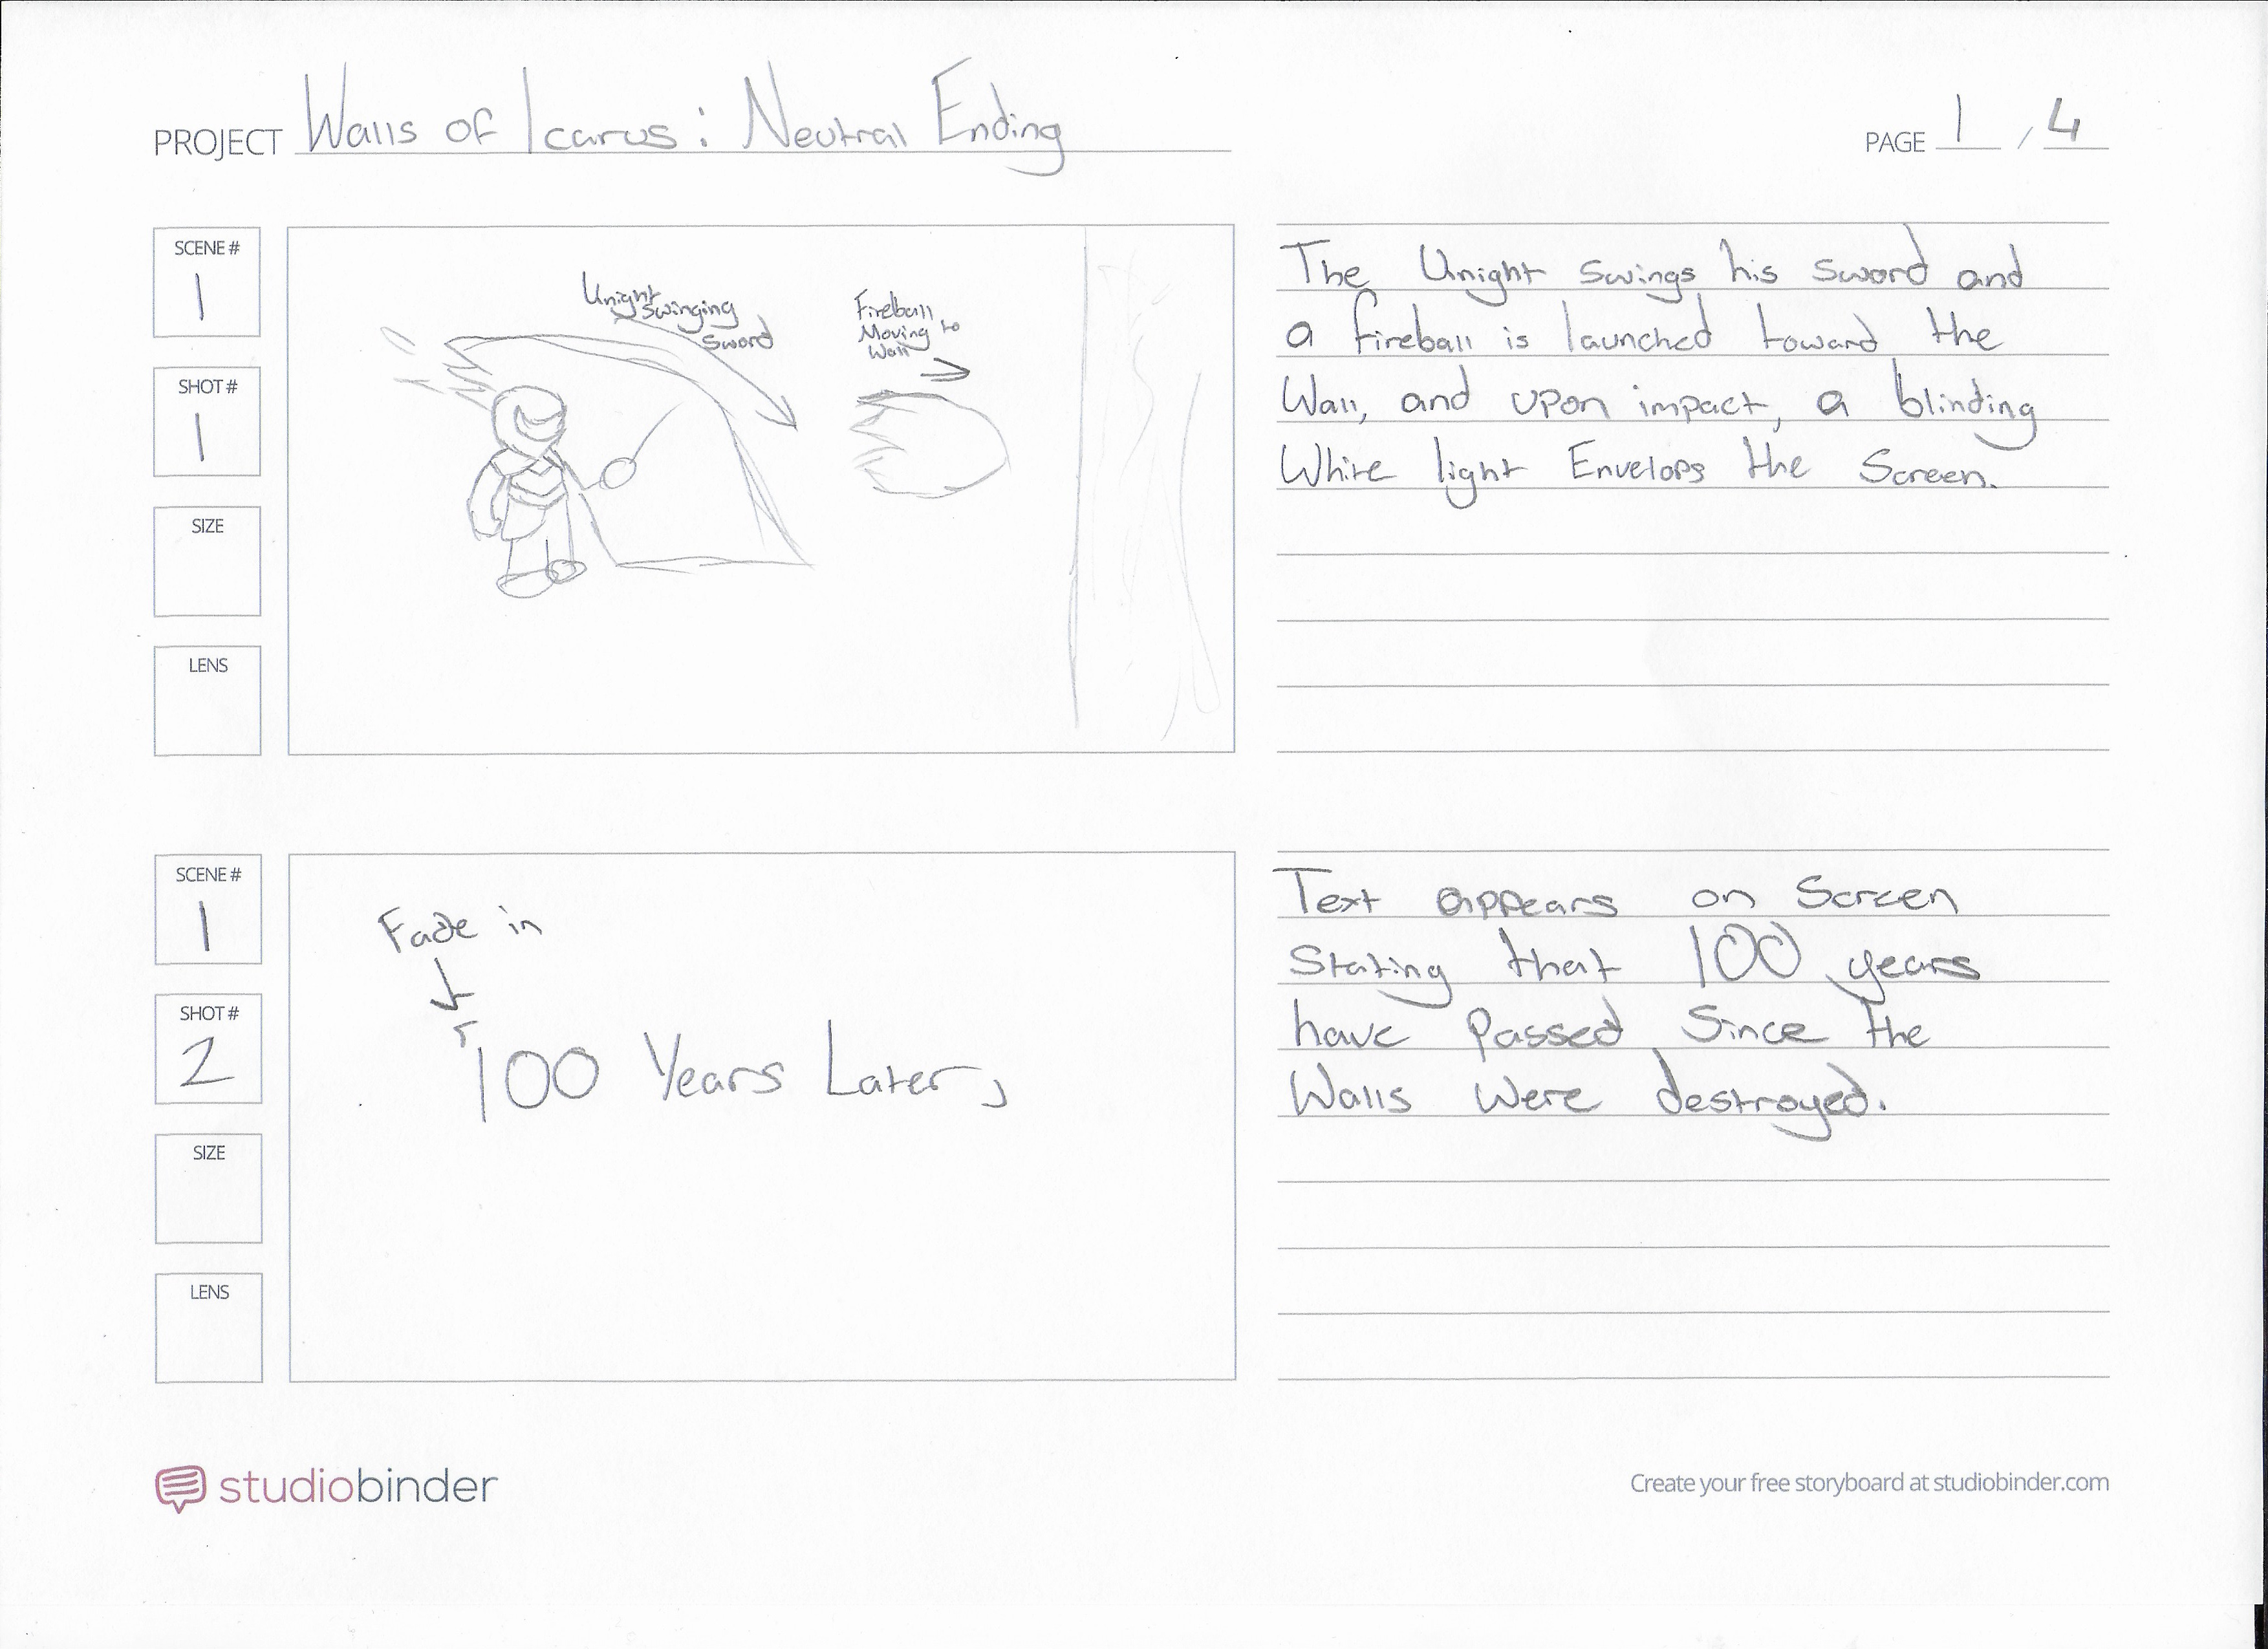 PROJECT Walls of Icarus: Neutral Ending
PAGE 1 / 4
SCENE #
1
SHOT #
1
SIZE
LENS
Unight
Swinging
Sword
Fireball
Moving to
Wall
The Unight swings his sword and
a fireball is launched toward the
Wall, and upon impact, a blinding
White light Envelops the Screen.
SCENE #
1
SHOT #
2
SIZE
LENS
Fade in
100 Years Later,
Text appears on Screen
Stating that 100 years
have Passed Since the
Walls Were destroyed.
studiobinder
Create your free storyboard at studiobinder.com